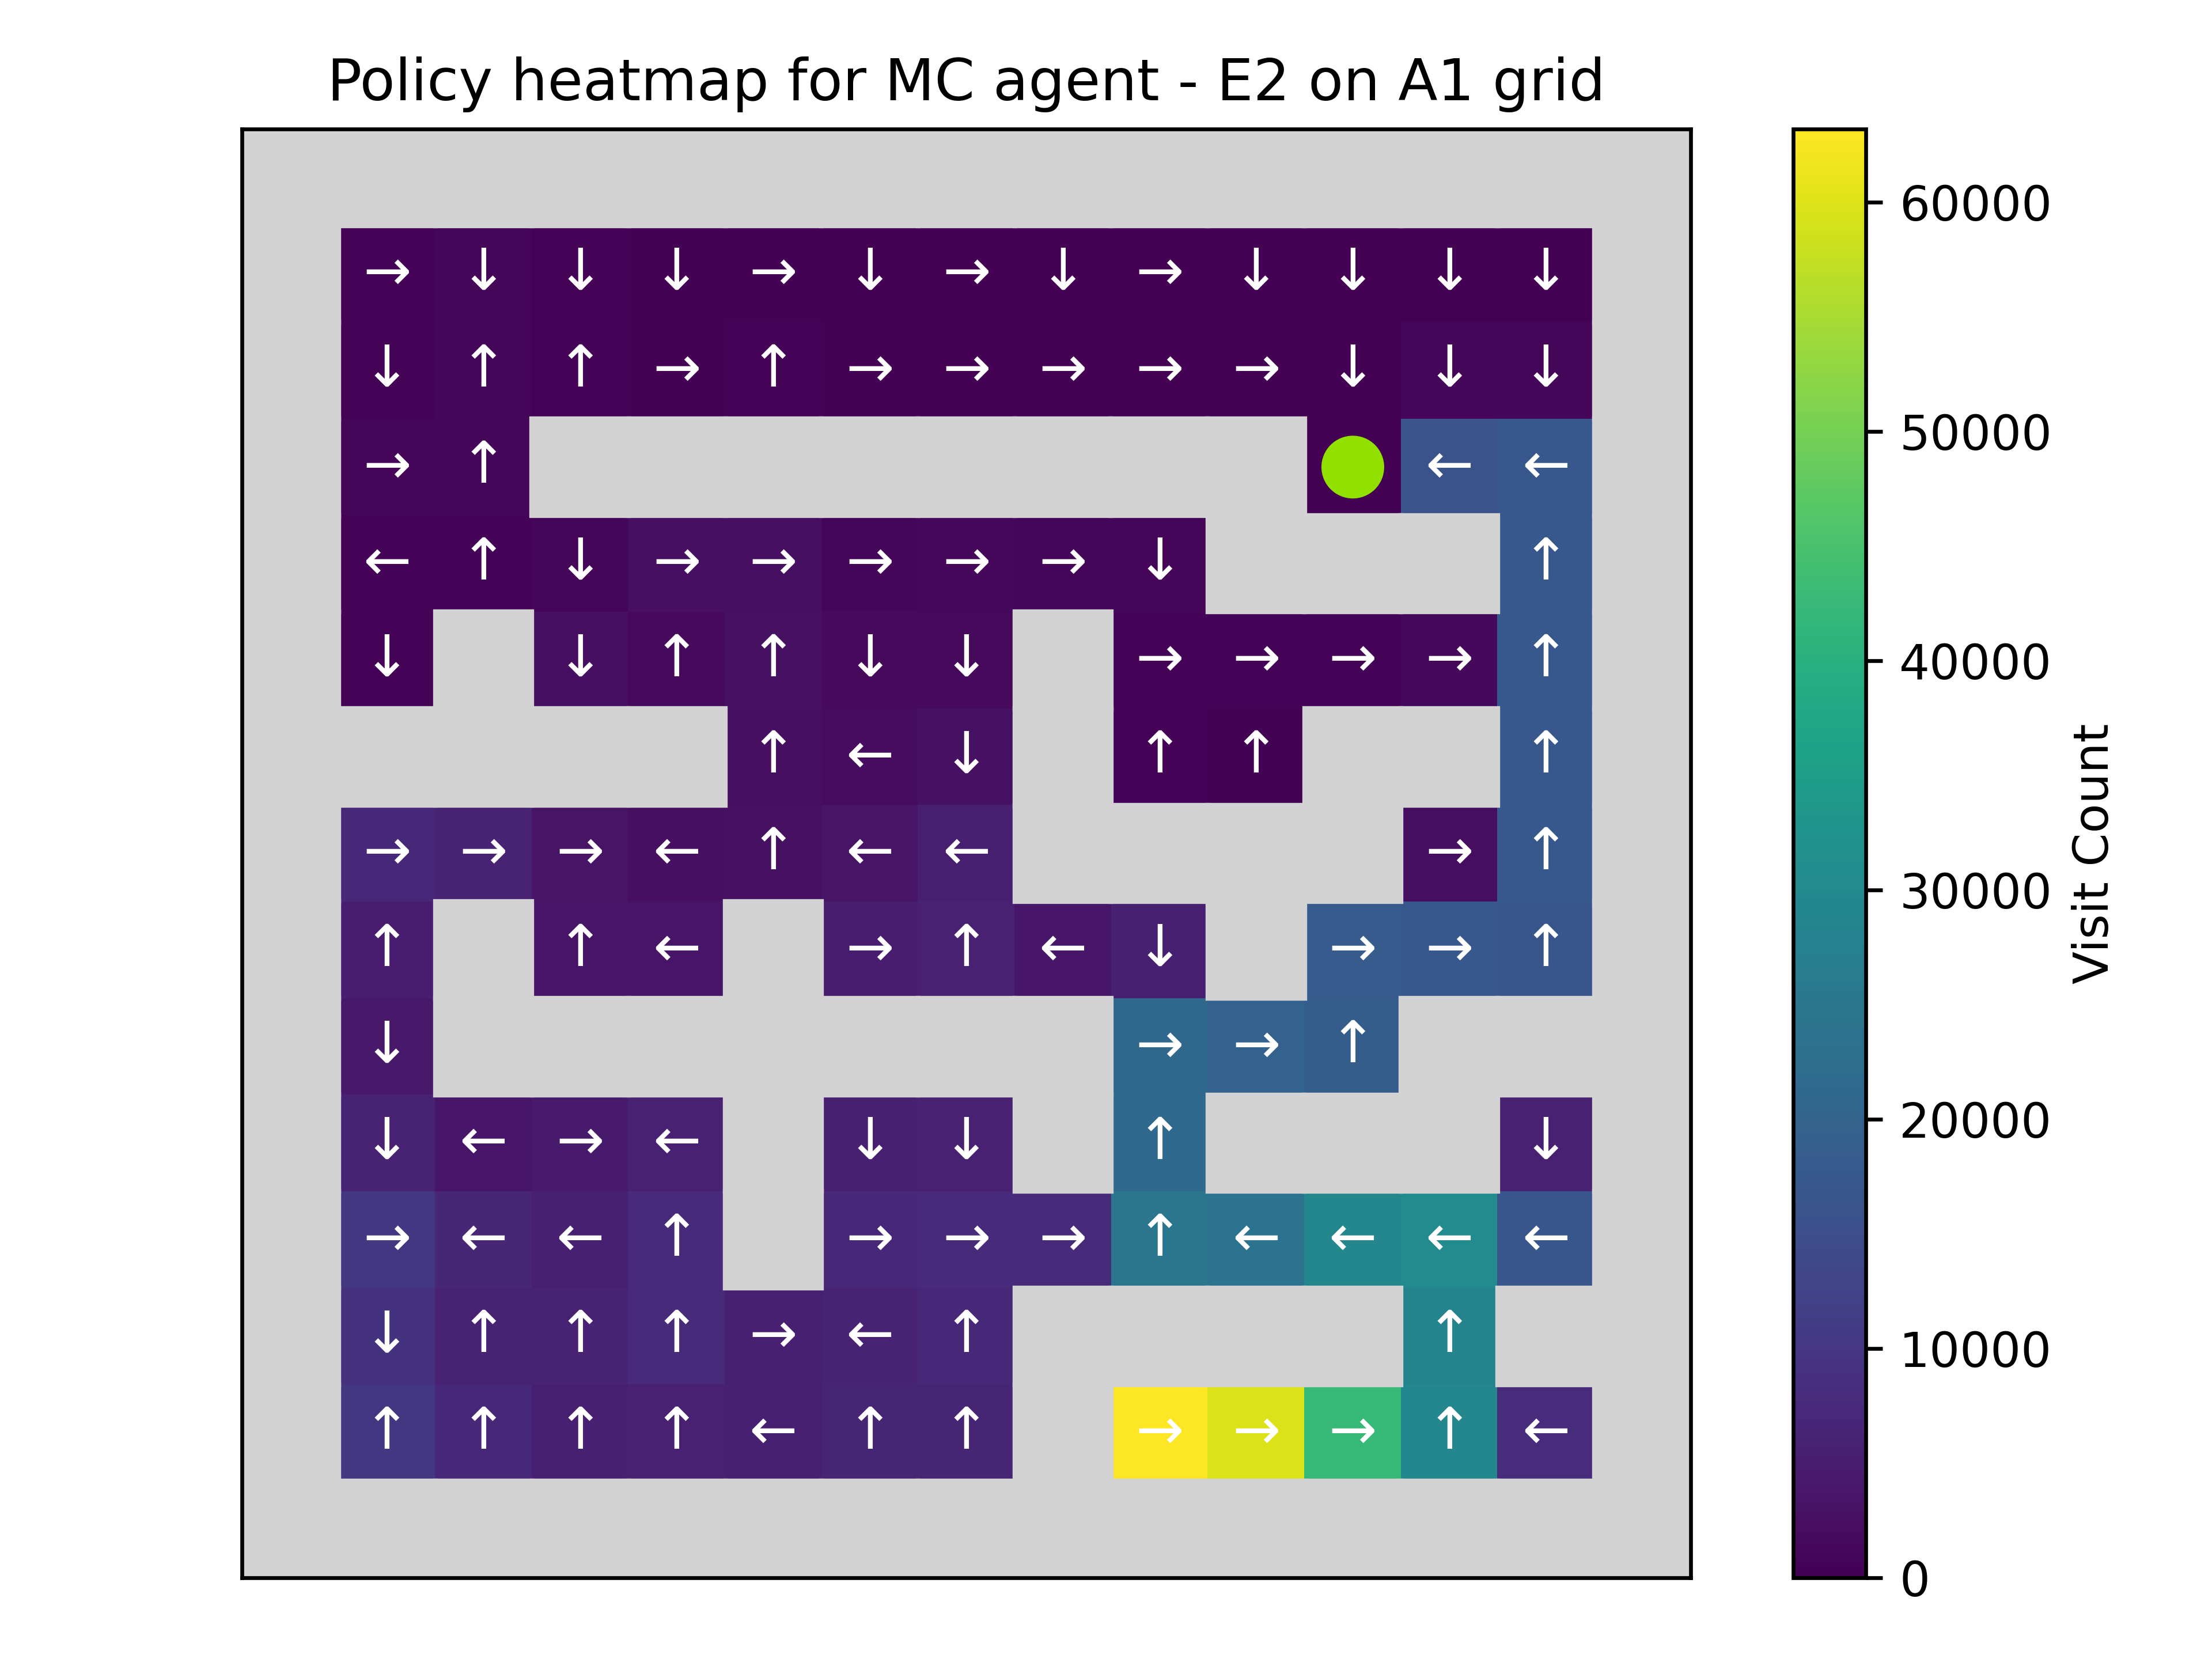 Policy heatmap for MC agent - E2 on A1 grid
→ ↓ ↓ ↓ → ↓ → ↓ → ↓ ↓ ↓ ↓
↓ ↑ ↑ → ↑ → → → → → ↓ ↓ ↓
→ ↑ ← ←
← ↑ ↓ → → → → → ↓ ↑
↓ ↓ ↑ ↑ ↓ ↓ → → → → ↑
↑ ← ↓ ↑ ↑ ↑
→ → → ← ↑ ← ← → ↑
↑ ↑ ← → ↑ ← ↓ → → ↑
↓ → → ↑
↓ ← → ← ↓ ↓ ↑ ↓
→ ← ← ↑ → → → ↑ ← ← ← ←
↓ ↑ ↑ ↑ → ← ↑ ↑
↑ ↑ ↑ ↑ ← ↑ ↑ → → → ↑ ←
60000
50000
40000
30000
20000
10000
0
Visit Count